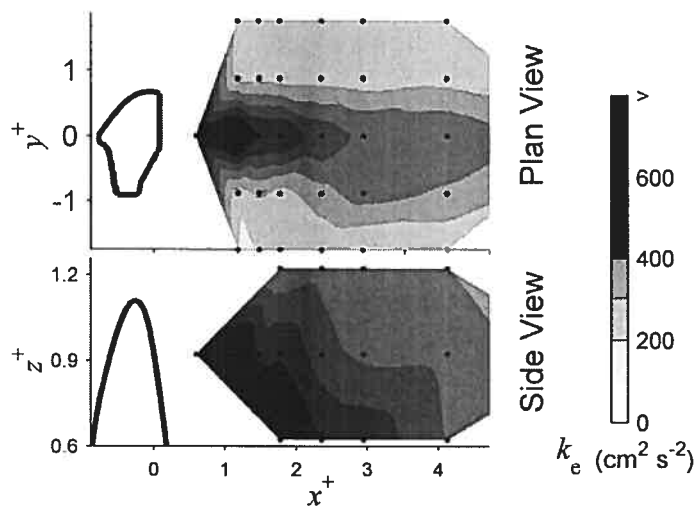 1
0
-1
y⁺
Plan View
1.2
0.9
0.6
z⁺
Side View
0
1
2
3
4
x⁺
>
600
400
200
0
kₑ (cm² s⁻²)